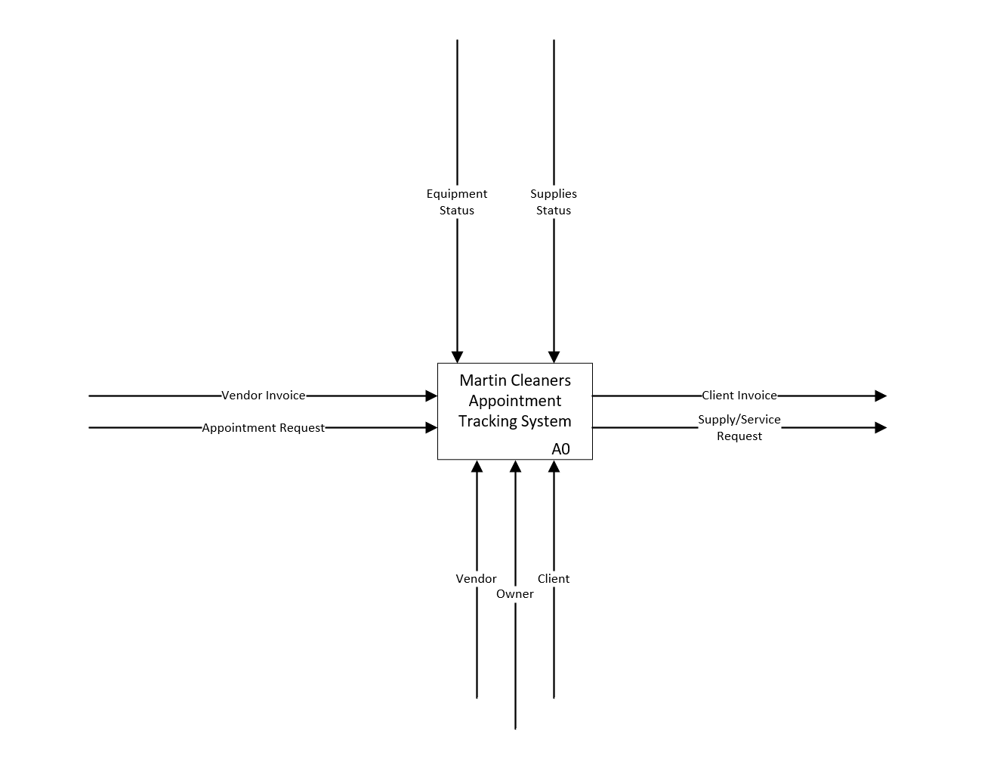 Equipment
Status
Supplies
Status
Martin Cleaners
Appointment
Tracking System
A0
Vendor Invoice
Appointment Request
Client Invoice
Supply/Service
Request
Vendor
Owner
Client